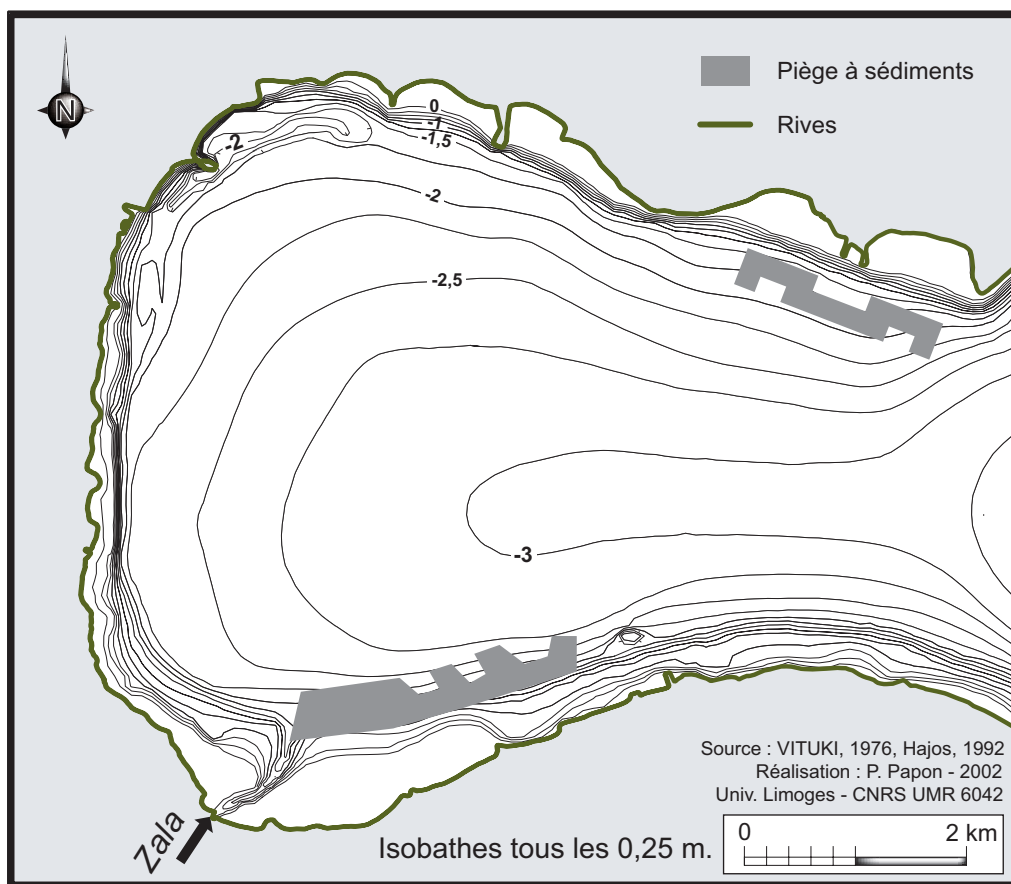 N
Piège à sédiments
Rives
0
-1
-1,5
-2
-2
-2,5
-3
Source : VITUKI, 1976, Hajos, 1992
Réalisation : P. Papon - 2002
Univ. Limoges - CNRS UMR 6042
Zala
Isobathes tous les 0,25 m.
0 2 km